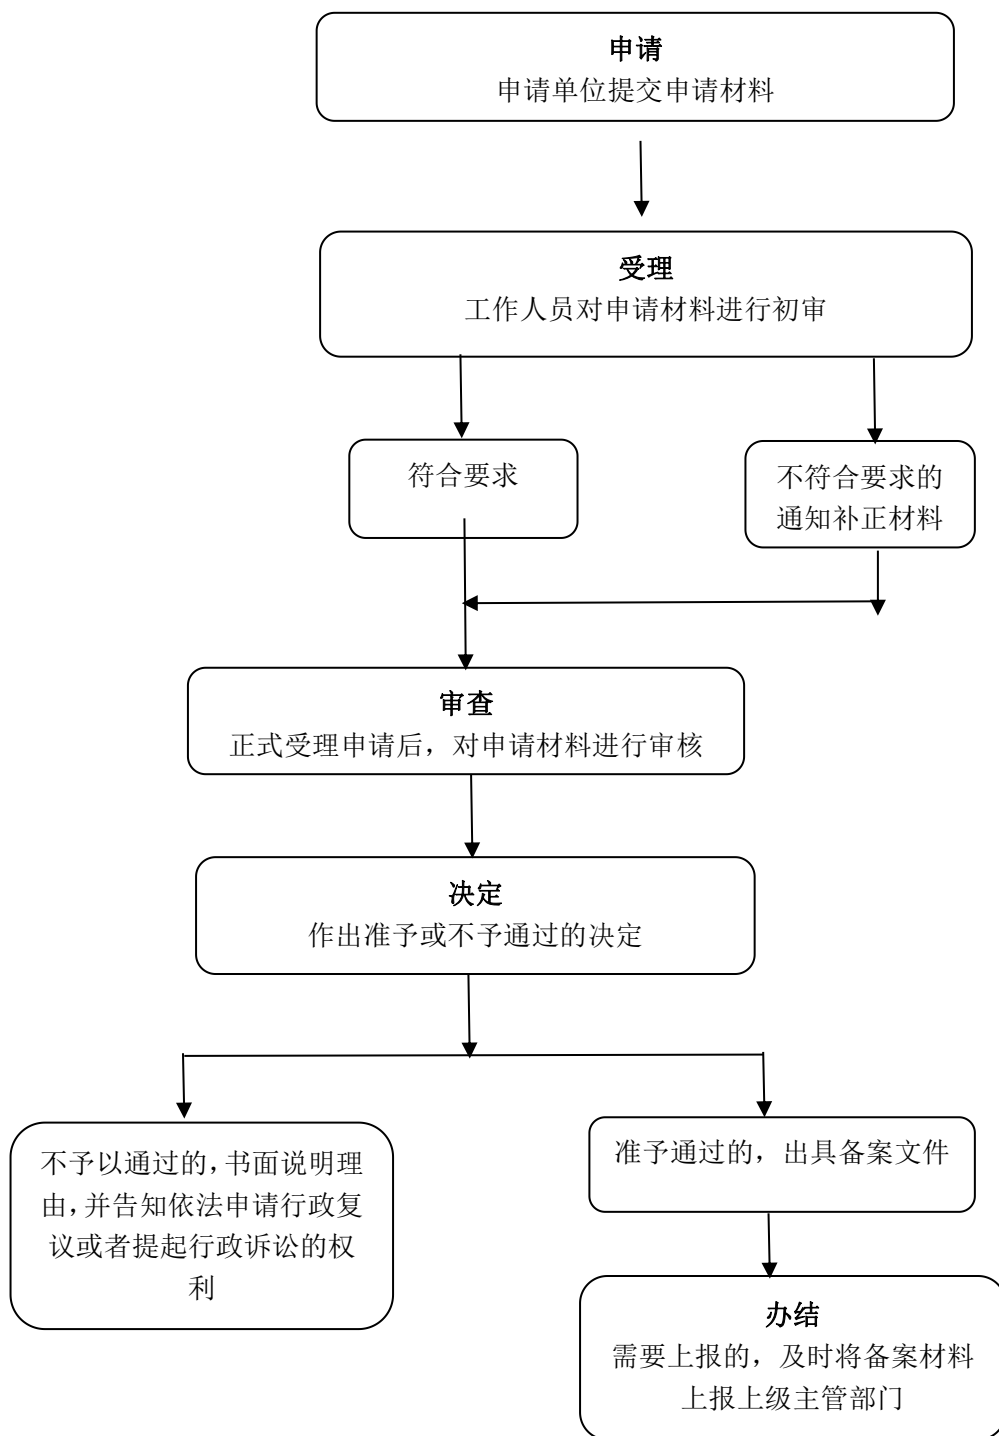 申请
申请单位提交申请材料
受理
工作人员对申请材料进行初审
符合要求
不符合要求的
通知补正材料
审查
正式受理申请后，对申请材料进行审核
决定
作出准予或不予通过的决定
不予以通过的，书面说明理
由，并告知依法申请行政复
议或者提起行政诉讼的权
利
准予通过的，出具备案文件
办结
需要上报的，及时将备案材料
上报上级主管部门